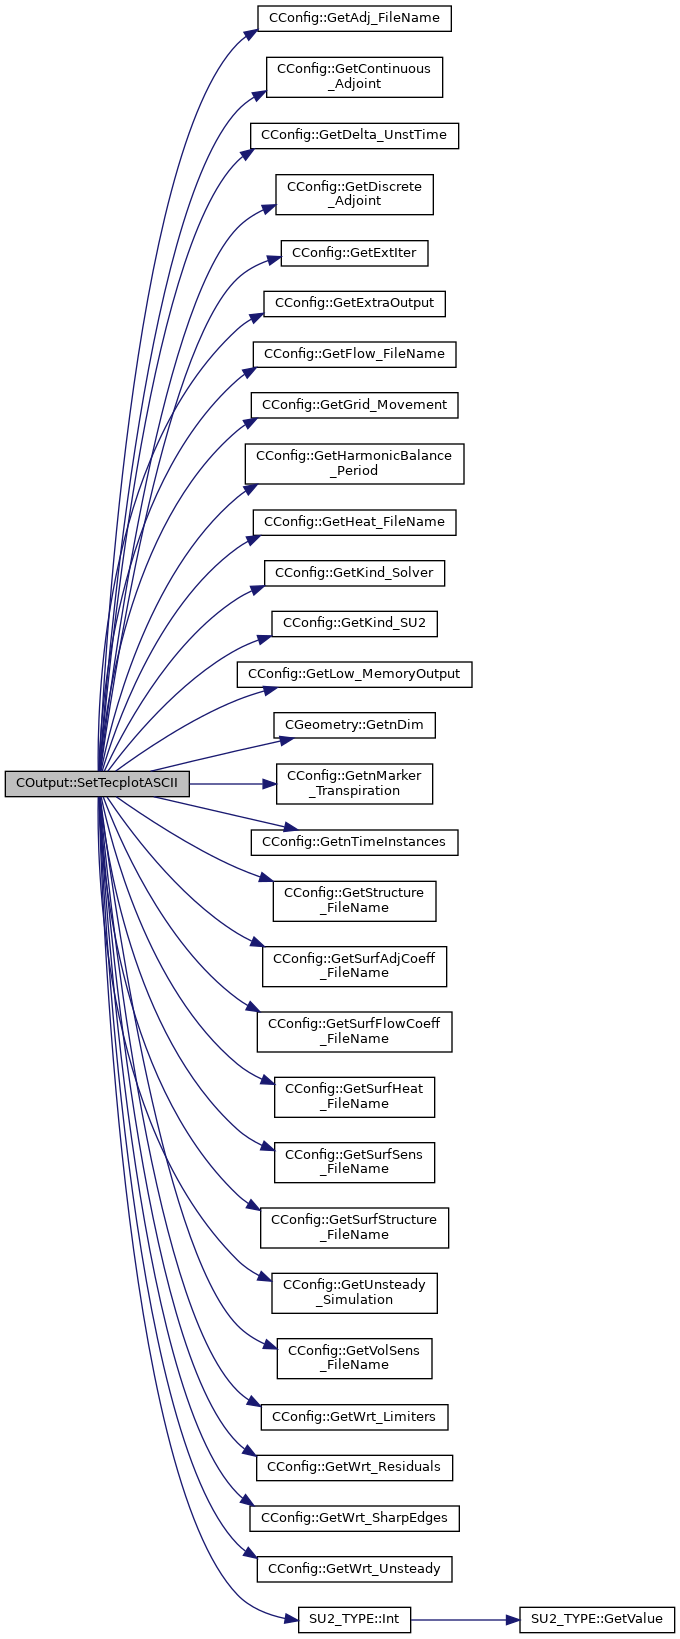 CConfig::GetAdj_FileName
CConfig::GetContinuous
_Adjoint
CConfig::GetDelta_UnstTime
CConfig::GetDiscrete
_Adjoint
CConfig::GetExtIter
CConfig::GetExtraOutput
CConfig::GetFlow_FileName
CConfig::GetGrid_Movement
CConfig::GetHarmonicBalance
_Period
CConfig::GetHeat_FileName
CConfig::GetKind_Solver
CConfig::GetKind_SU2
CConfig::GetLow_MemoryOutput
CGeometry::GetnDim
COutput::SetTecplotASCII
CConfig::GetnMarker
_Transpiration
CConfig::GetnTimeInstances
CConfig::GetStructure
_FileName
CConfig::GetSurfAdjCoeff
_FileName
CConfig::GetSurfFlowCoeff
_FileName
CConfig::GetSurfHeat
_FileName
CConfig::GetSurfSens
_FileName
CConfig::GetSurfStructure
_FileName
CConfig::GetUnsteady
_Simulation
CConfig::GetVolSens
_FileName
CConfig::GetWrt_Limiters
CConfig::GetWrt_Residuals
CConfig::GetWrt_SharpEdges
CConfig::GetWrt_Unsteady
SU2_TYPE::Int
SU2_TYPE::GetValue